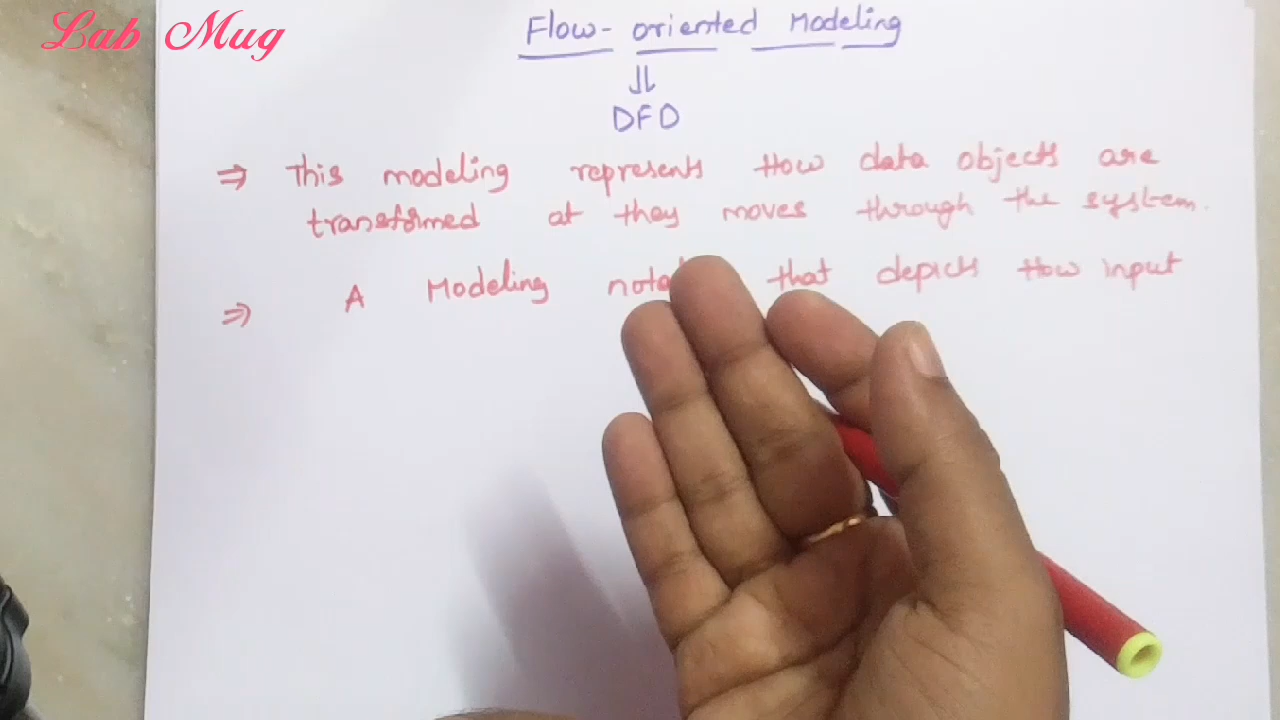 Lab Mug
Flow- oriented Modeling
⇓
DFD
⇒ This modeling represents How data objects are
transformed at they moves through the system.
⇒ A Modeling that depicts How input